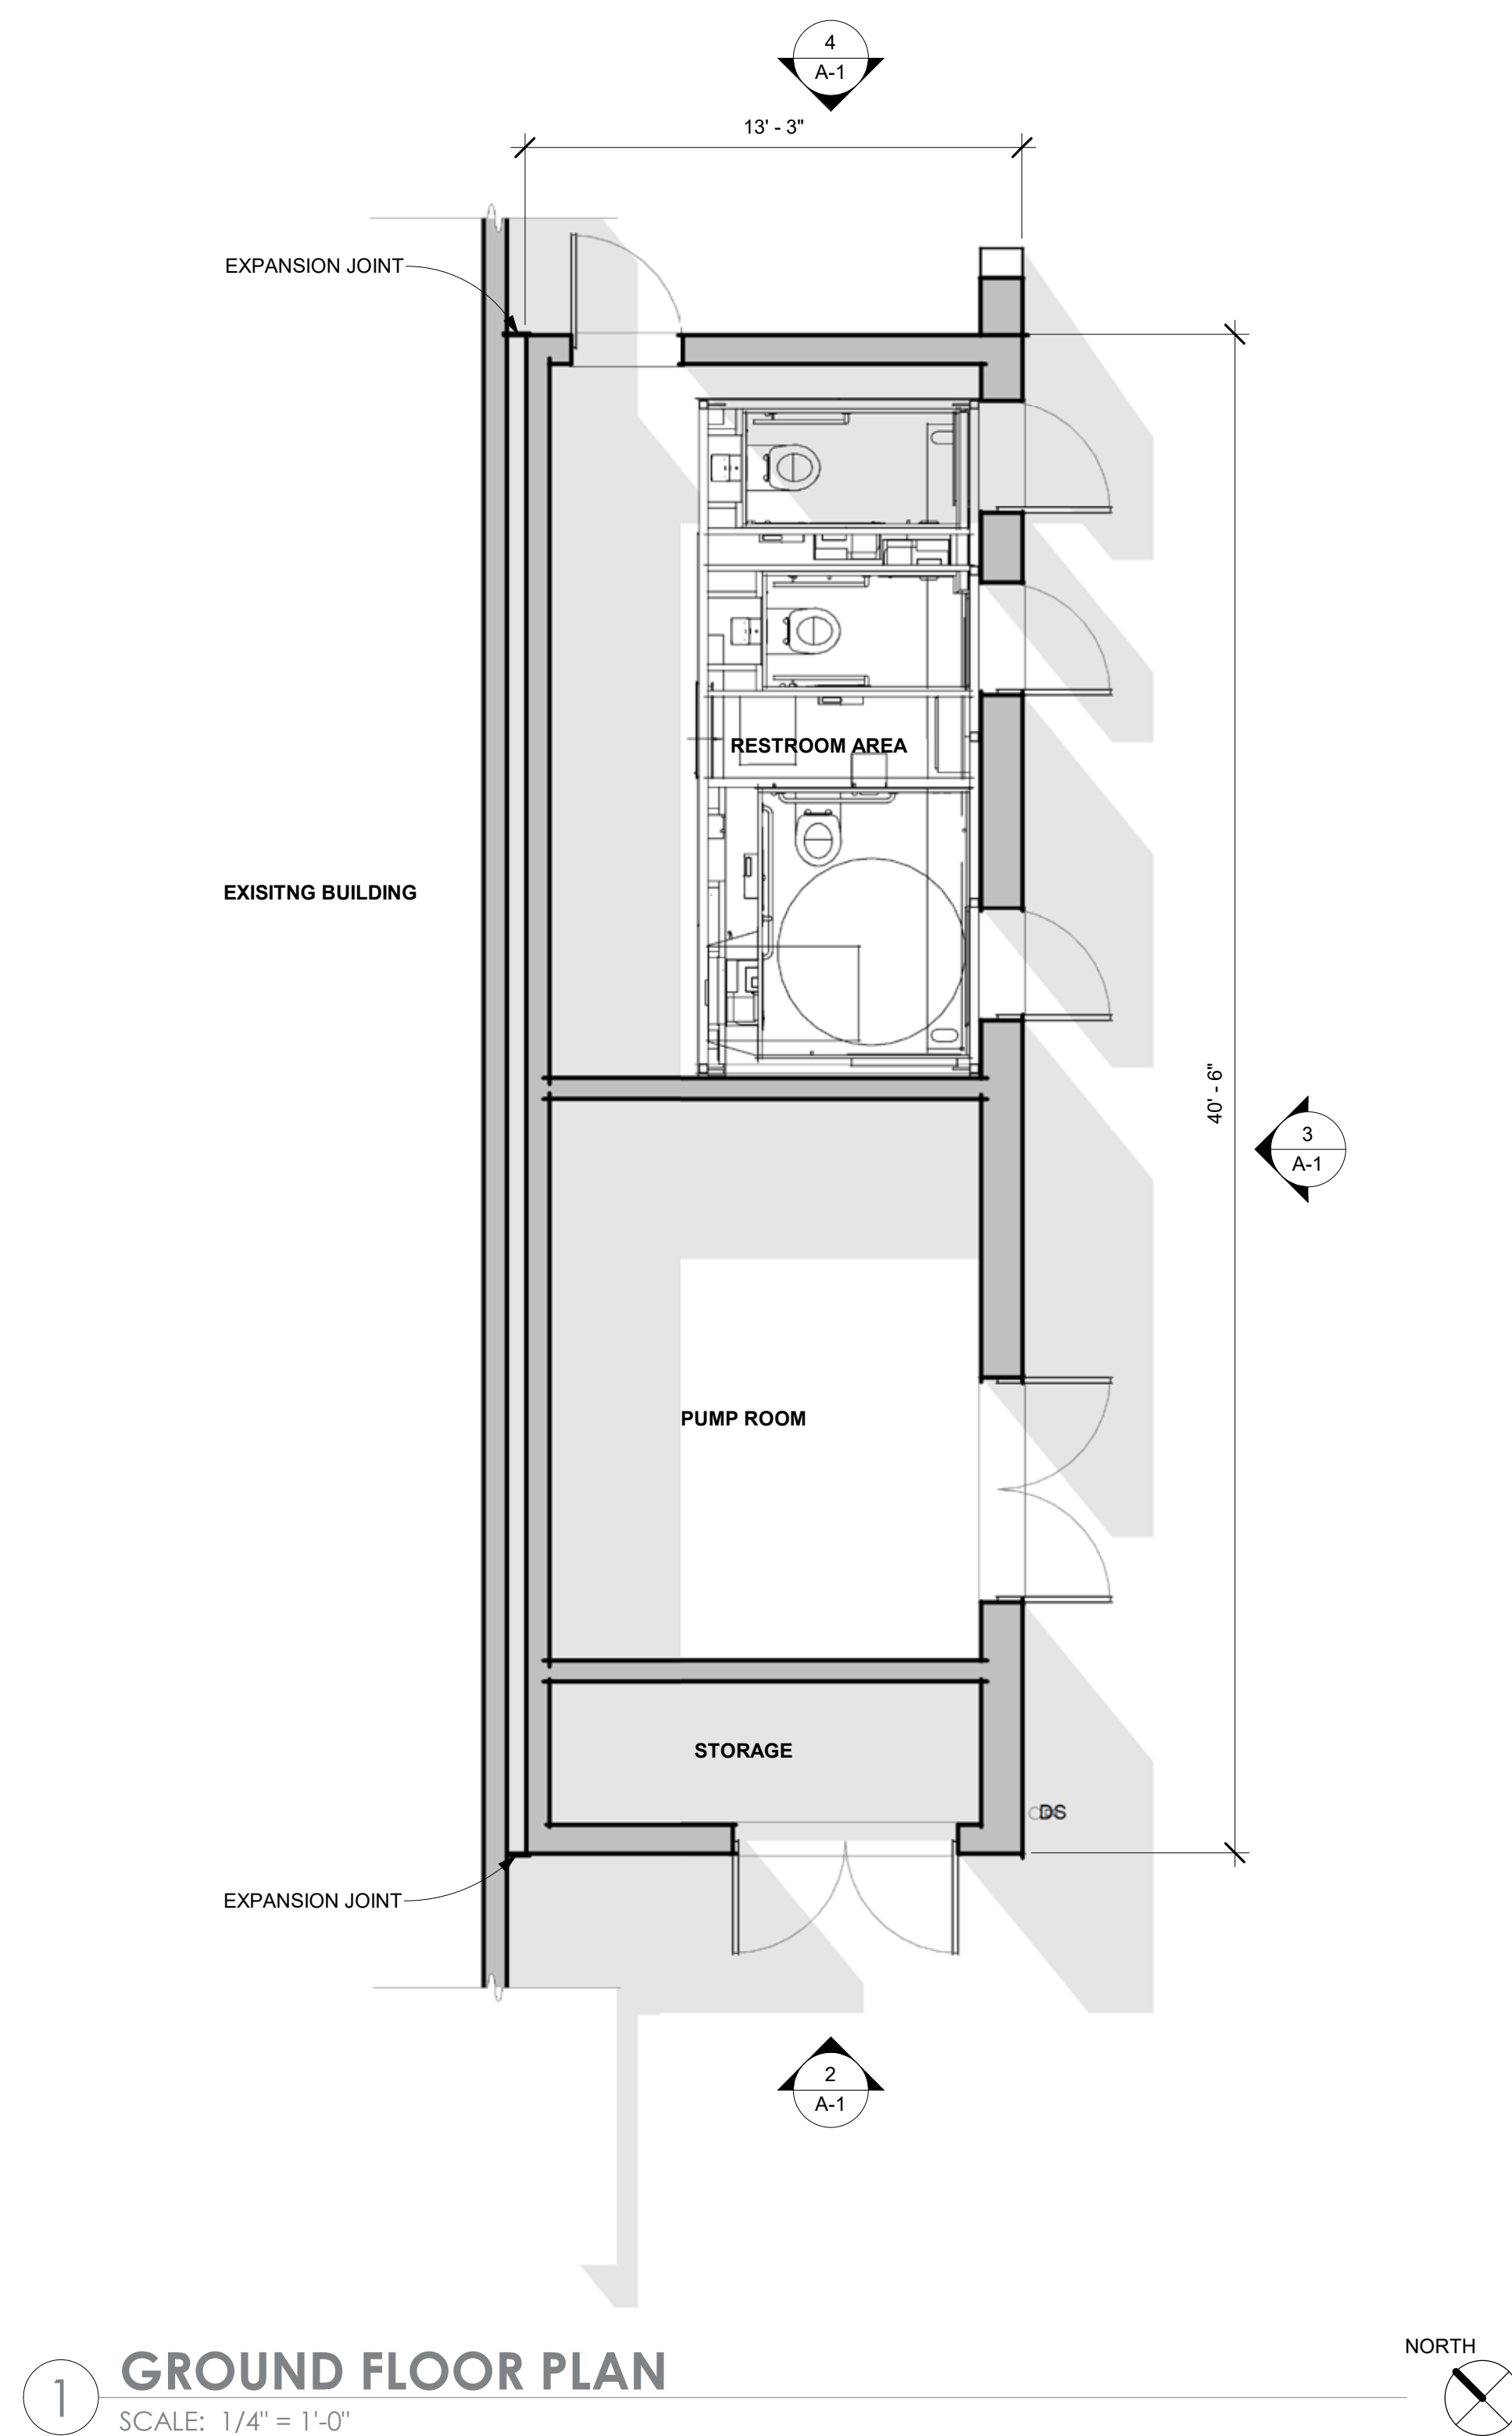 4
A-1
13' - 3"
EXPANSION JOINT
RESTROOM AREA
EXISITNG BUILDING
40' - 6"
3
A-1
PUMP ROOM
STORAGE
DS
EXPANSION JOINT
2
A-1
NORTH
1
GROUND FLOOR PLAN
SCALE: 1/4" = 1'-0"